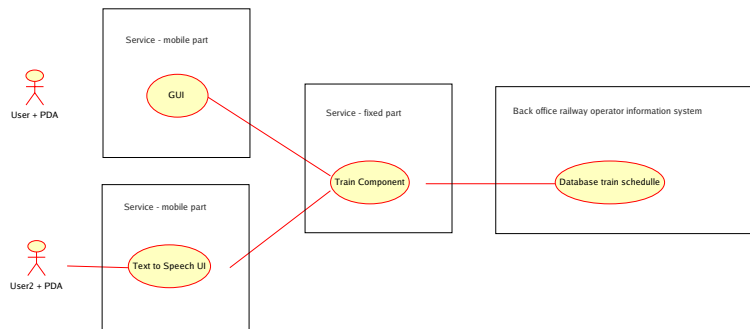 Service - mobile part
GUI
User + PDA
Service - fixed part
Train Component
Back office railway operator information system
Database train schedulle
Service - mobile part
Text to Speech UI
User2 + PDA